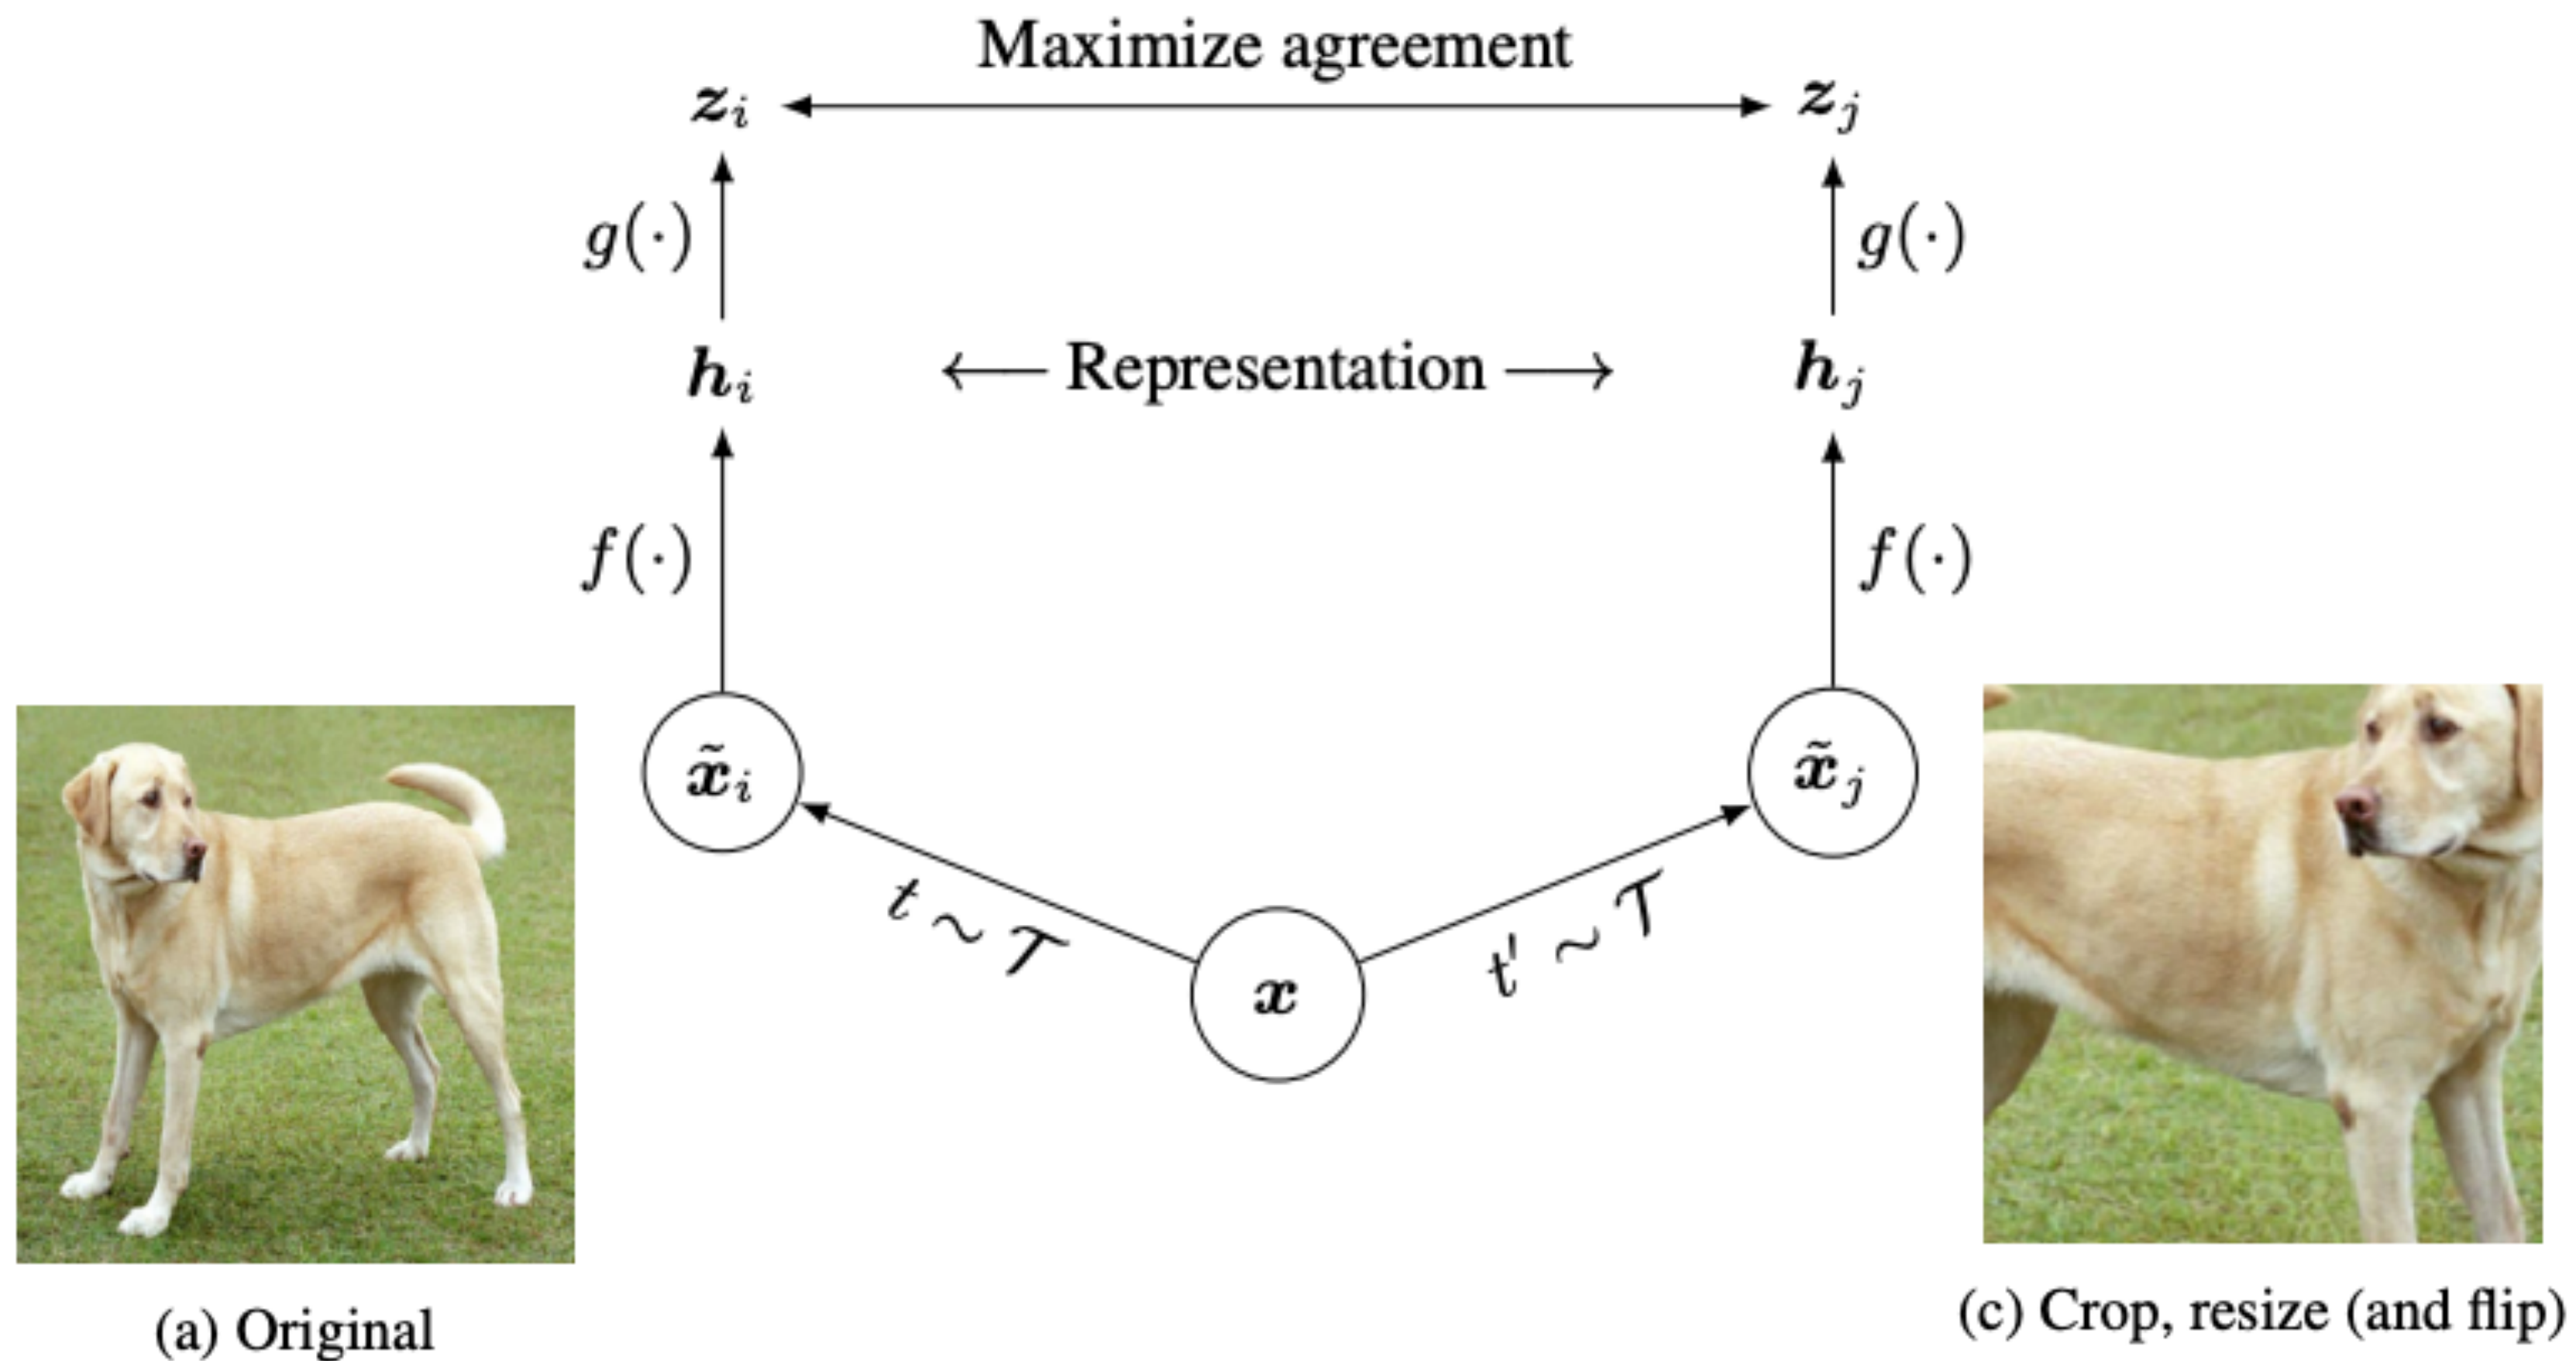 Maximize agreement
z_i z_j
g(·) g(·)
h_i ← Representation → h_j
f(·) f(·)
x̃_i x̃_j
t ~ 𝒯 t' ~ 𝒯
x
(a) Original (c) Crop, resize (and flip)